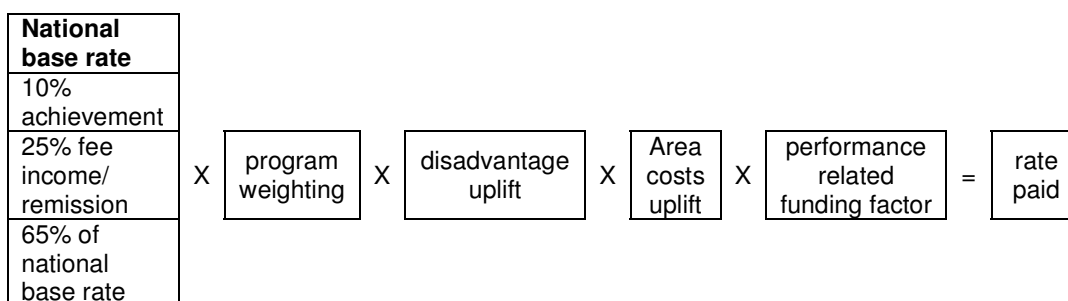 National
base rate
10%
achievement
25% fee
income/
remission
65% of
national
base rate
X
program
weighting
X
disadvantage
uplift
X
Area
costs
uplift
X
performance
related
funding factor
=
rate
paid